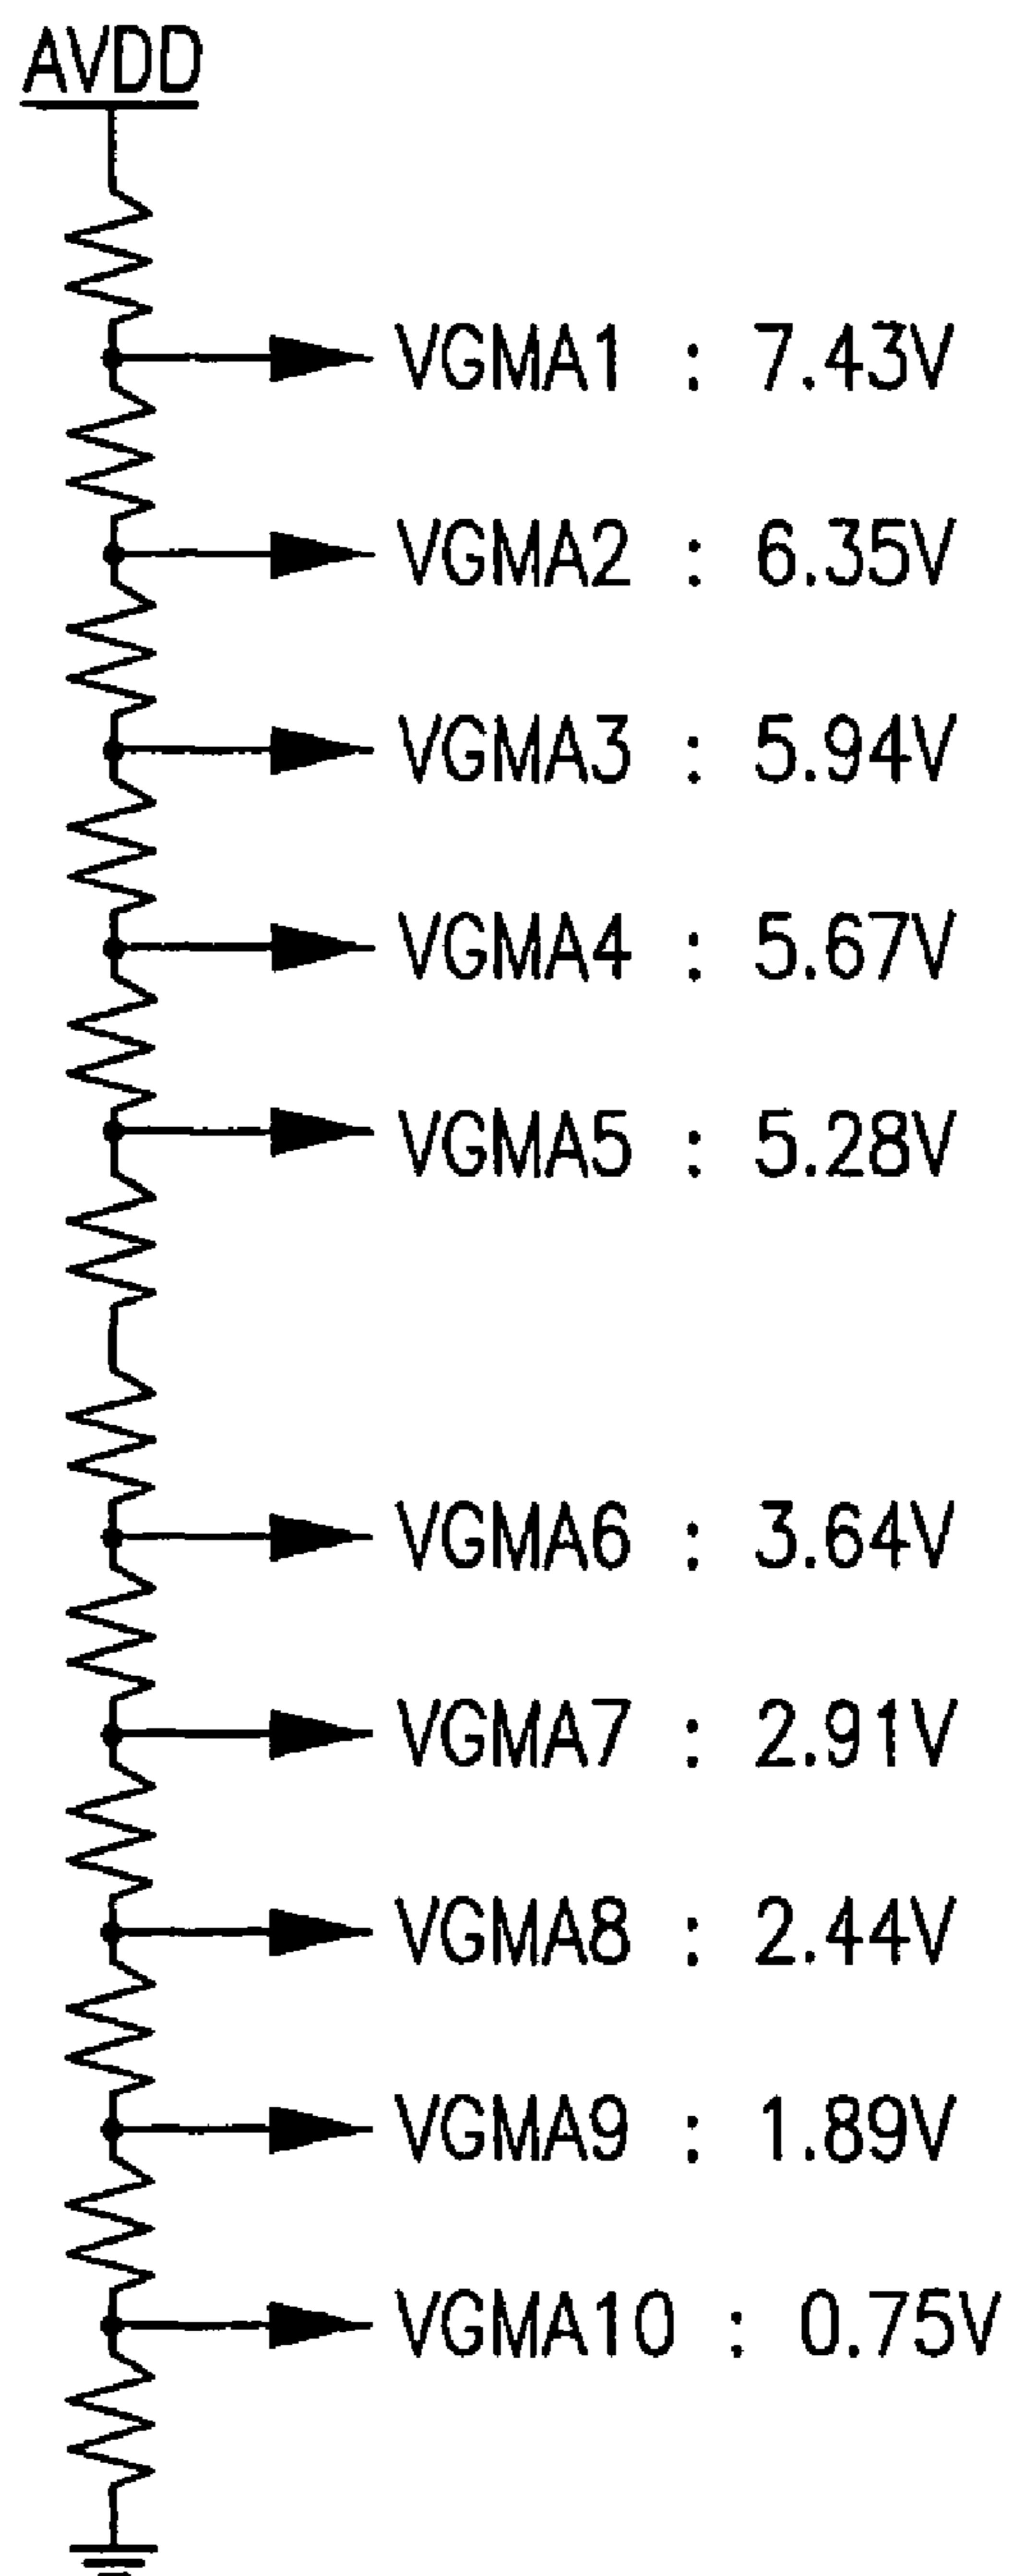 AVDD
VGMA1 : 7.43V
VGMA2 : 6.35V
VGMA3 : 5.94V
VGMA4 : 5.67V
VGMA5 : 5.28V
VGMA6 : 3.64V
VGMA7 : 2.91V
VGMA8 : 2.44V
VGMA9 : 1.89V
VGMA10 : 0.75V